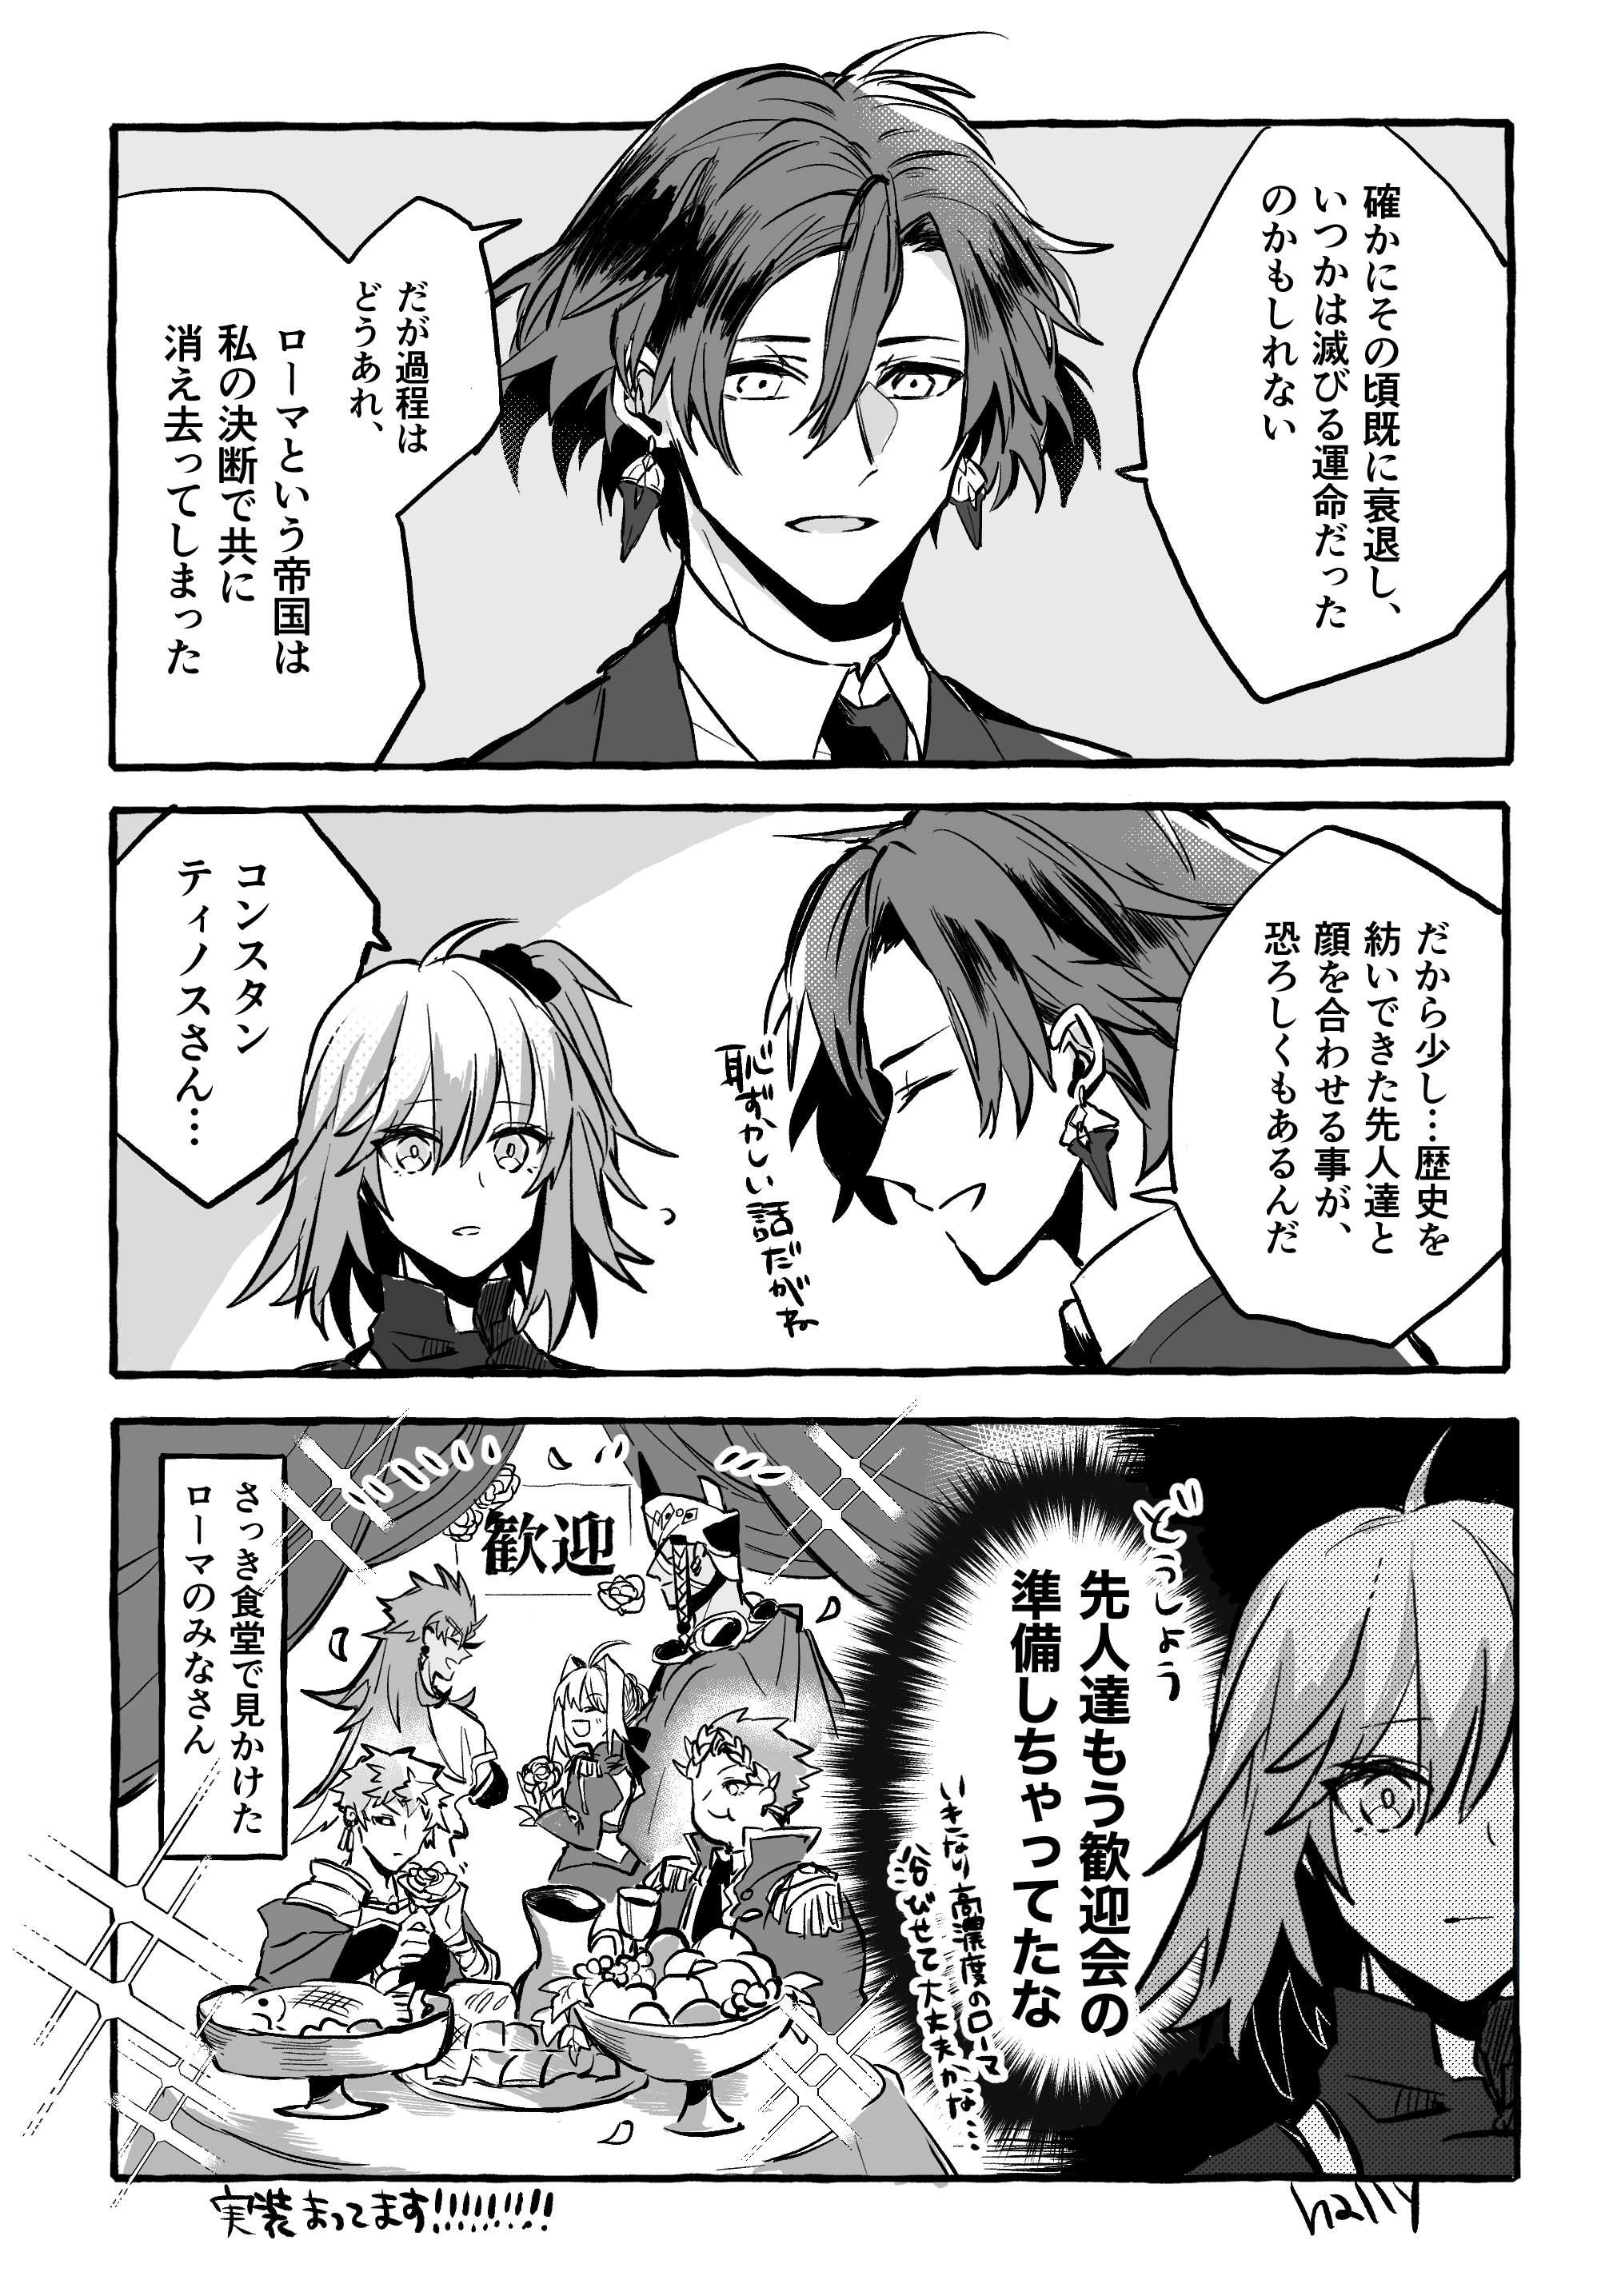 確かにその頃既に衰退し、
いつかは滅びる運命だった
のかもしれない
だが過程は
どうあれ、
ローマという帝国は
私の決断で共に
消え去ってしまった
だから少し…歴史を
紡いできた先人達と
顔を合わせる事が、
恐ろしくもあるんだ
恥ずかしい話だがね
コンスタン
ティノスさん…
どうしよう
先人達もう歓迎会の
準備しちゃってたな
いきなり高濃度のローマ
浴びせて大丈夫かな…
歓迎
さっき食堂で見かけた
ローマのみなさん
実装まってます!!!!!!!!!
hally